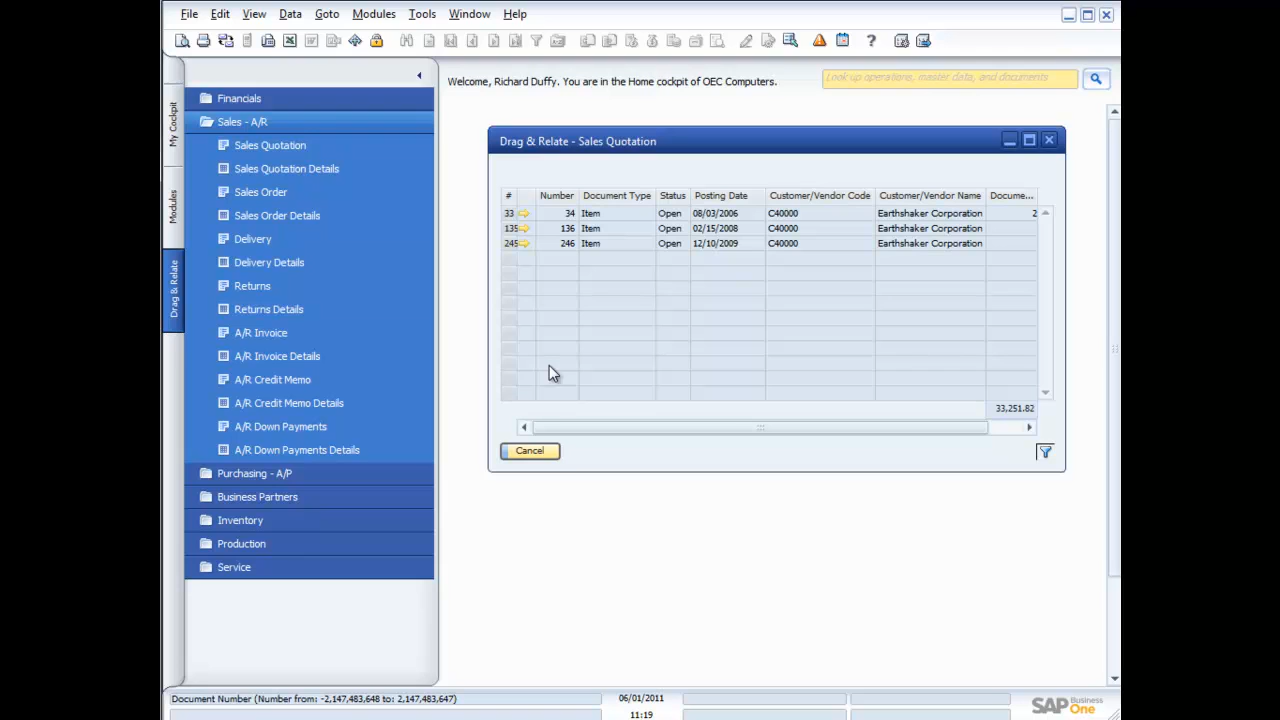 File Edit View Data Goto Modules Tools Window Help
Welcome, Richard Duffy. You are in the Home cockpit of OEC Computers.
Look up operations, master data, and documents
My Cockpit
Modules
Drag & Relate
Financials
Sales - A/R
Sales Quotation
Sales Quotation Details
Sales Order
Sales Order Details
Delivery
Delivery Details
Returns
Returns Details
A/R Invoice
A/R Invoice Details
A/R Credit Memo
A/R Credit Memo Details
A/R Down Payments
A/R Down Payments Details
Purchasing - A/P
Business Partners
Inventory
Production
Service
Drag & Relate - Sales Quotation
# Number Document Type Status Posting Date Customer/Vendor Code Customer/Vendor Name Docume...
33 34 Item Open 08/03/2006 C40000 Earthshaker Corporation 2
135 136 Item Open 02/15/2008 C40000 Earthshaker Corporation
245 246 Item Open 12/10/2009 C40000 Earthshaker Corporation
33,251.82
Cancel
Document Number (Number from: -2,147,483,648 to: 2,147,483,647)
06/01/2011
11:19
SAP Business One